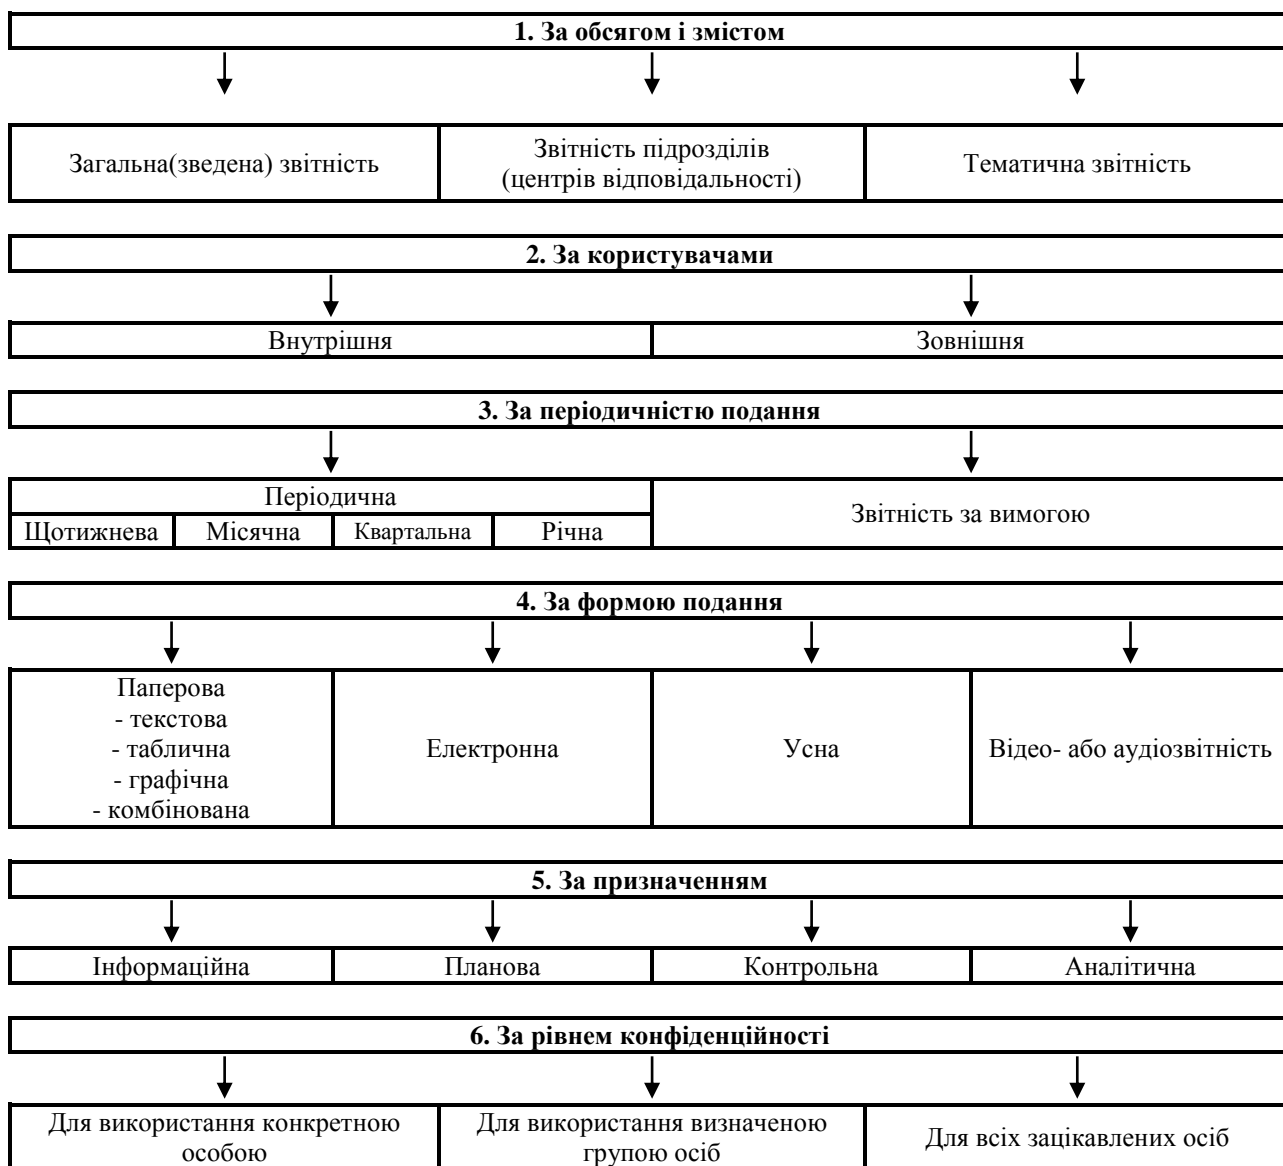 1. За обсягом і змістом
Загальна(зведена) звітність
Звітність підрозділів
(центрів відповідальності)
Тематична звітність
2. За користувачами
Внутрішня
Зовнішня
3. За періодичністю подання
Періодична
Щотижнева
Місячна
Квартальна
Річна
Звітність за вимогою
4. За формою подання
Паперова
- текстова
- таблична
- графічна
- комбінована
Електронна
Усна
Відео- або аудіозвітність
5. За призначенням
Інформаційна
Планова
Контрольна
Аналітична
6. За рівнем конфіденційності
Для використання конкретною
особою
Для використання визначеною
групою осіб
Для всіх зацікавлених осіб